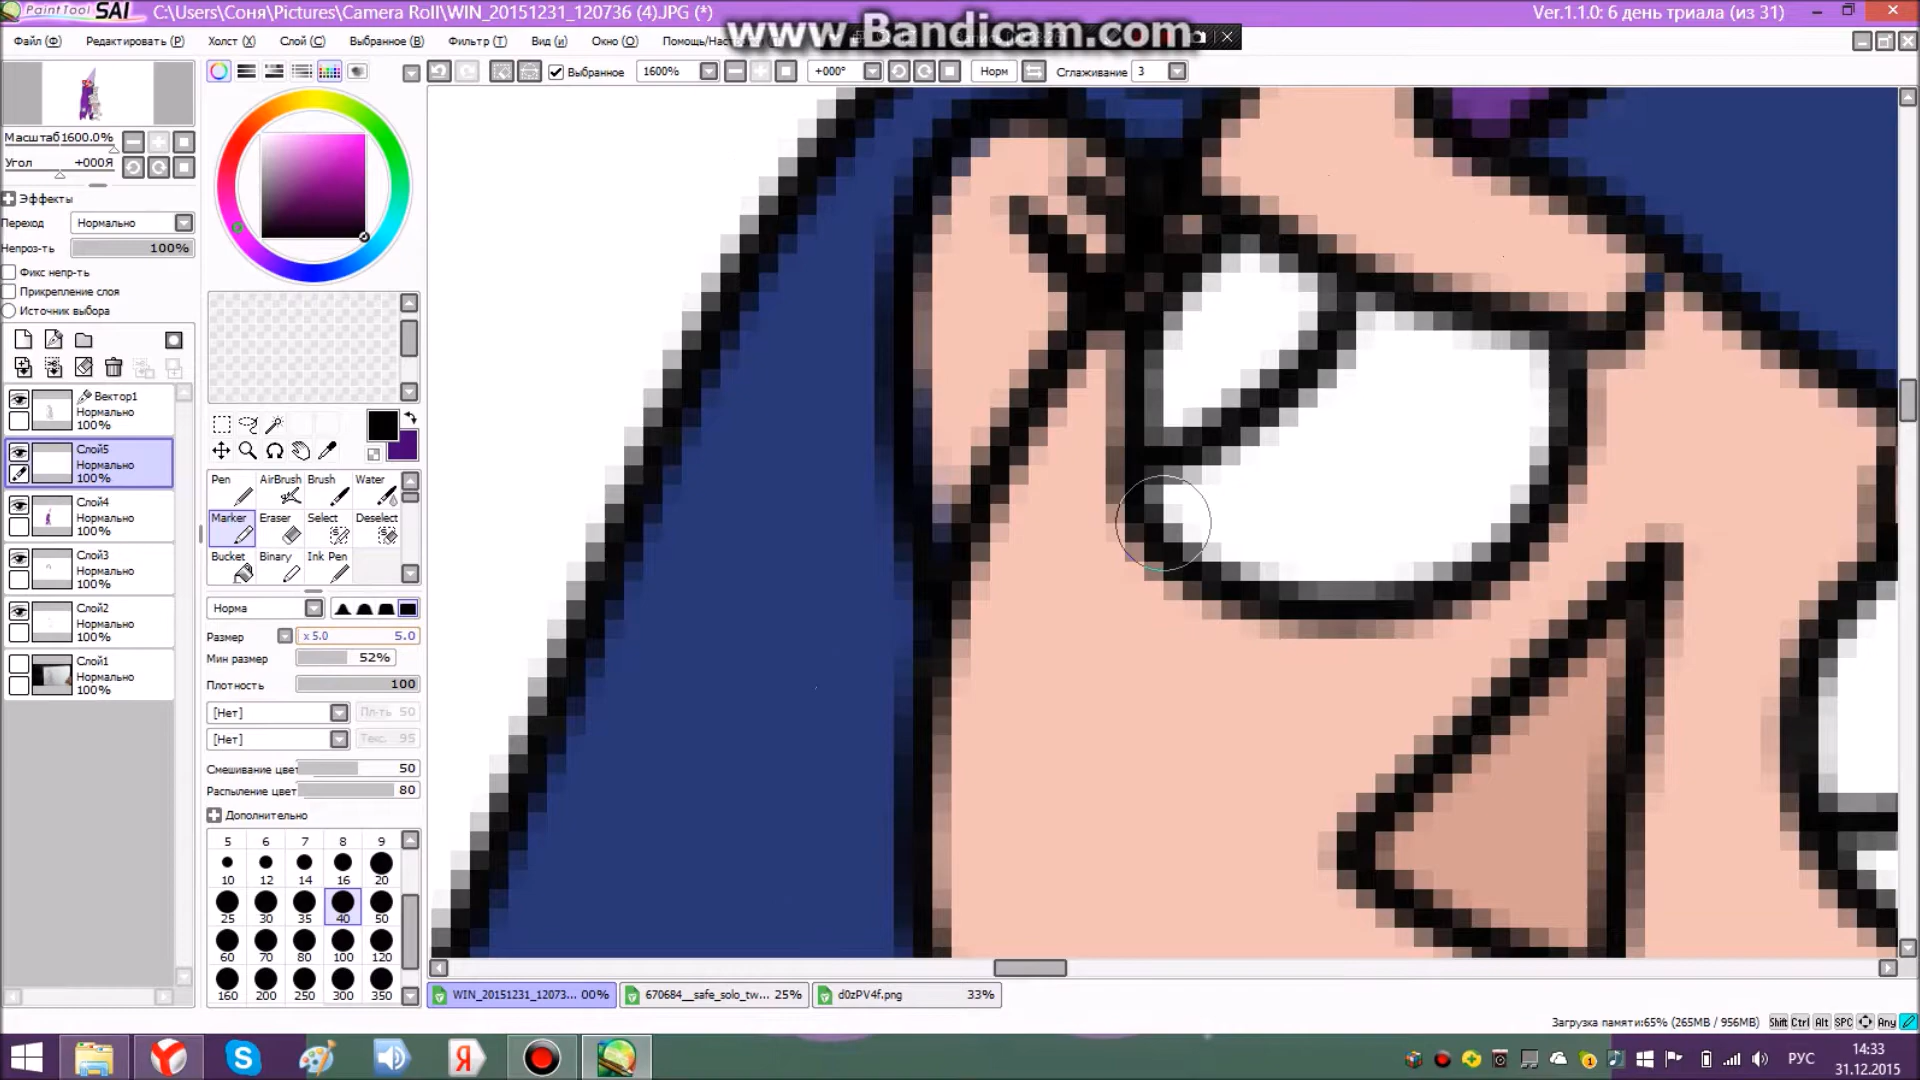 PaintTool SAI C:\Users\Соня\Pictures\Camera Roll\WIN_20151231_120736 (4).JPG (*)
www.Bandicam.com
Ver.1.1.0: 6 день триала (из 31)
Файл (Ф) Редактировать (P) Холст (X) Слой (C) Выбранное (B) Фильтр (T) Вид (и) Окно (O)
Выбранное 1600% +000° Норм Сглаживание 3
Масштаб 1600.0%
Угол +000Я
Эффекты
Переход Нормально
Непроз-ть 100%
Фикс непр-ть
Прикрепление слоя
Источник выбора
Вектор1
Нормально
100%
Слой5
Нормально
100%
Слой4
Нормально
100%
Слой3
Нормально
100%
Слой2
Нормально
100%
Слой1
Нормально
100%
Pen AirBrush Brush Water
Marker Eraser Select Deselect
Bucket Binary Ink Pen
Норма
Размер x 5.0 5.0
Мин размер 52%
Плотность 100
[Нет] Пл-ть 50
[Нет] Текс. 95
Смешивание цвет 50
Распыление цвет 80
Дополнительно
5 6 7 8 9
10 12 14 16 20
25 30 35 40 50
60 70 80 100 120
160 200 250 300 350
WIN_20151231_12073... 00% 670684__safe_solo_tw... 25% d0zPV4f.png 33%
Загрузка памяти:65% (265MB / 956MB) Shift Ctrl Alt SPC Any
РУС
14:33
31.12.2015